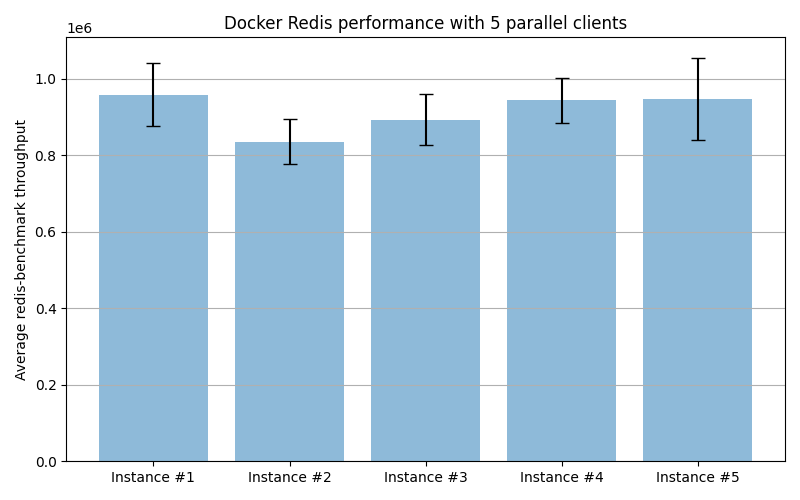 Docker Redis performance with 5 parallel clients
1e6
Average redis-benchmark throughput
1.0
0.8
0.6
0.4
0.2
0.0
Instance #1 Instance #2 Instance #3 Instance #4 Instance #5